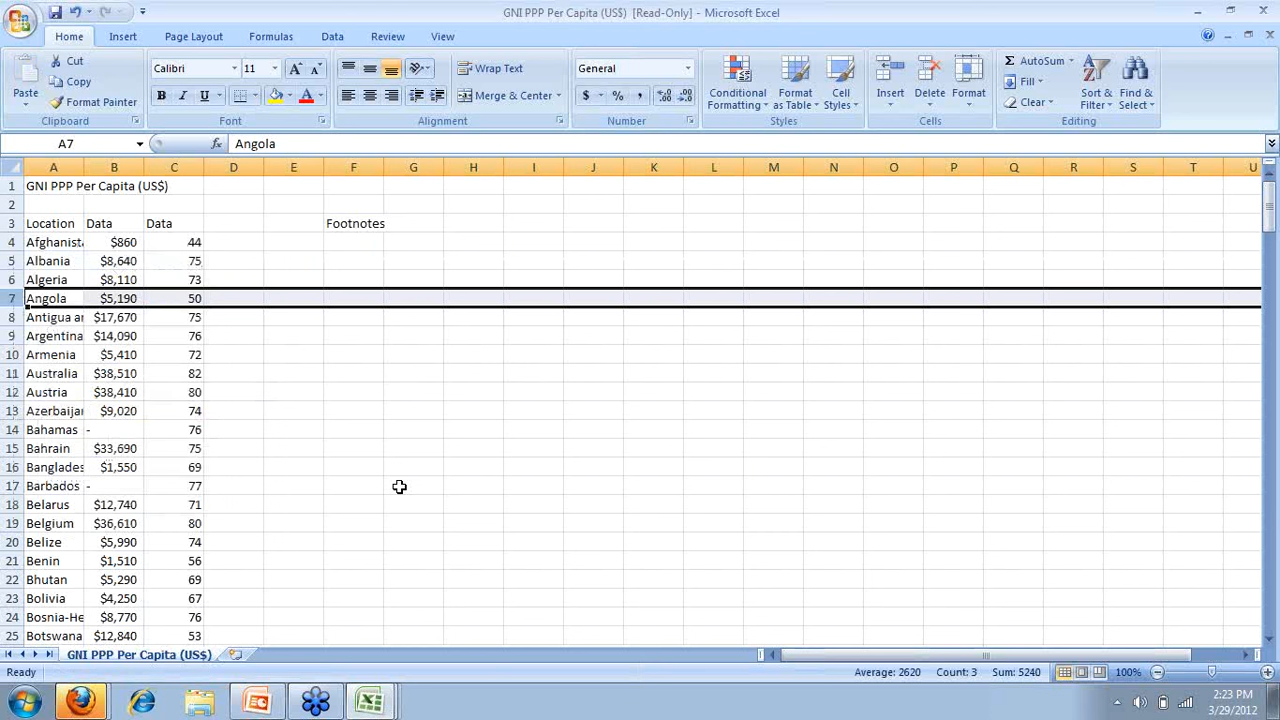 GNI PPP Per Capita (US$) [Read-Only] - Microsoft Excel
Home Insert Page Layout Formulas Data Review View
Paste
Cut
Copy
Format Painter
Clipboard
Calibri 11
B I U
Font
Wrap Text
Merge & Center
Alignment
General
$ % ,
Number
Conditional Formatting
Format as Table
Cell Styles
Styles
Insert Delete Format
Cells
Σ AutoSum
Fill
Clear
Sort & Filter
Find & Select
Editing
A7 fx Angola
A B C D E F G H I J K L M N O P Q R S T U
1 GNI PPP Per Capita (US$)
2
3 Location Data Data Footnotes
4 Afghanista $860 44
5 Albania $8,640 75
6 Algeria $8,110 73
7 Angola $5,190 50
8 Antigua ar $17,670 75
9 Argentina $14,090 76
10 Armenia $5,410 72
11 Australia $38,510 82
12 Austria $38,410 80
13 Azerbaijan $9,020 74
14 Bahamas - 76
15 Bahrain $33,690 75
16 Banglades $1,550 69
17 Barbados - 77
18 Belarus $12,740 71
19 Belgium $36,610 80
20 Belize $5,990 74
21 Benin $1,510 56
22 Bhutan $5,290 69
23 Bolivia $4,250 67
24 Bosnia-He $8,770 76
25 Botswana $12,840 53
GNI PPP Per Capita (US$)
Ready Average: 2620 Count: 3 Sum: 5240 100%
2:23 PM
3/29/2012